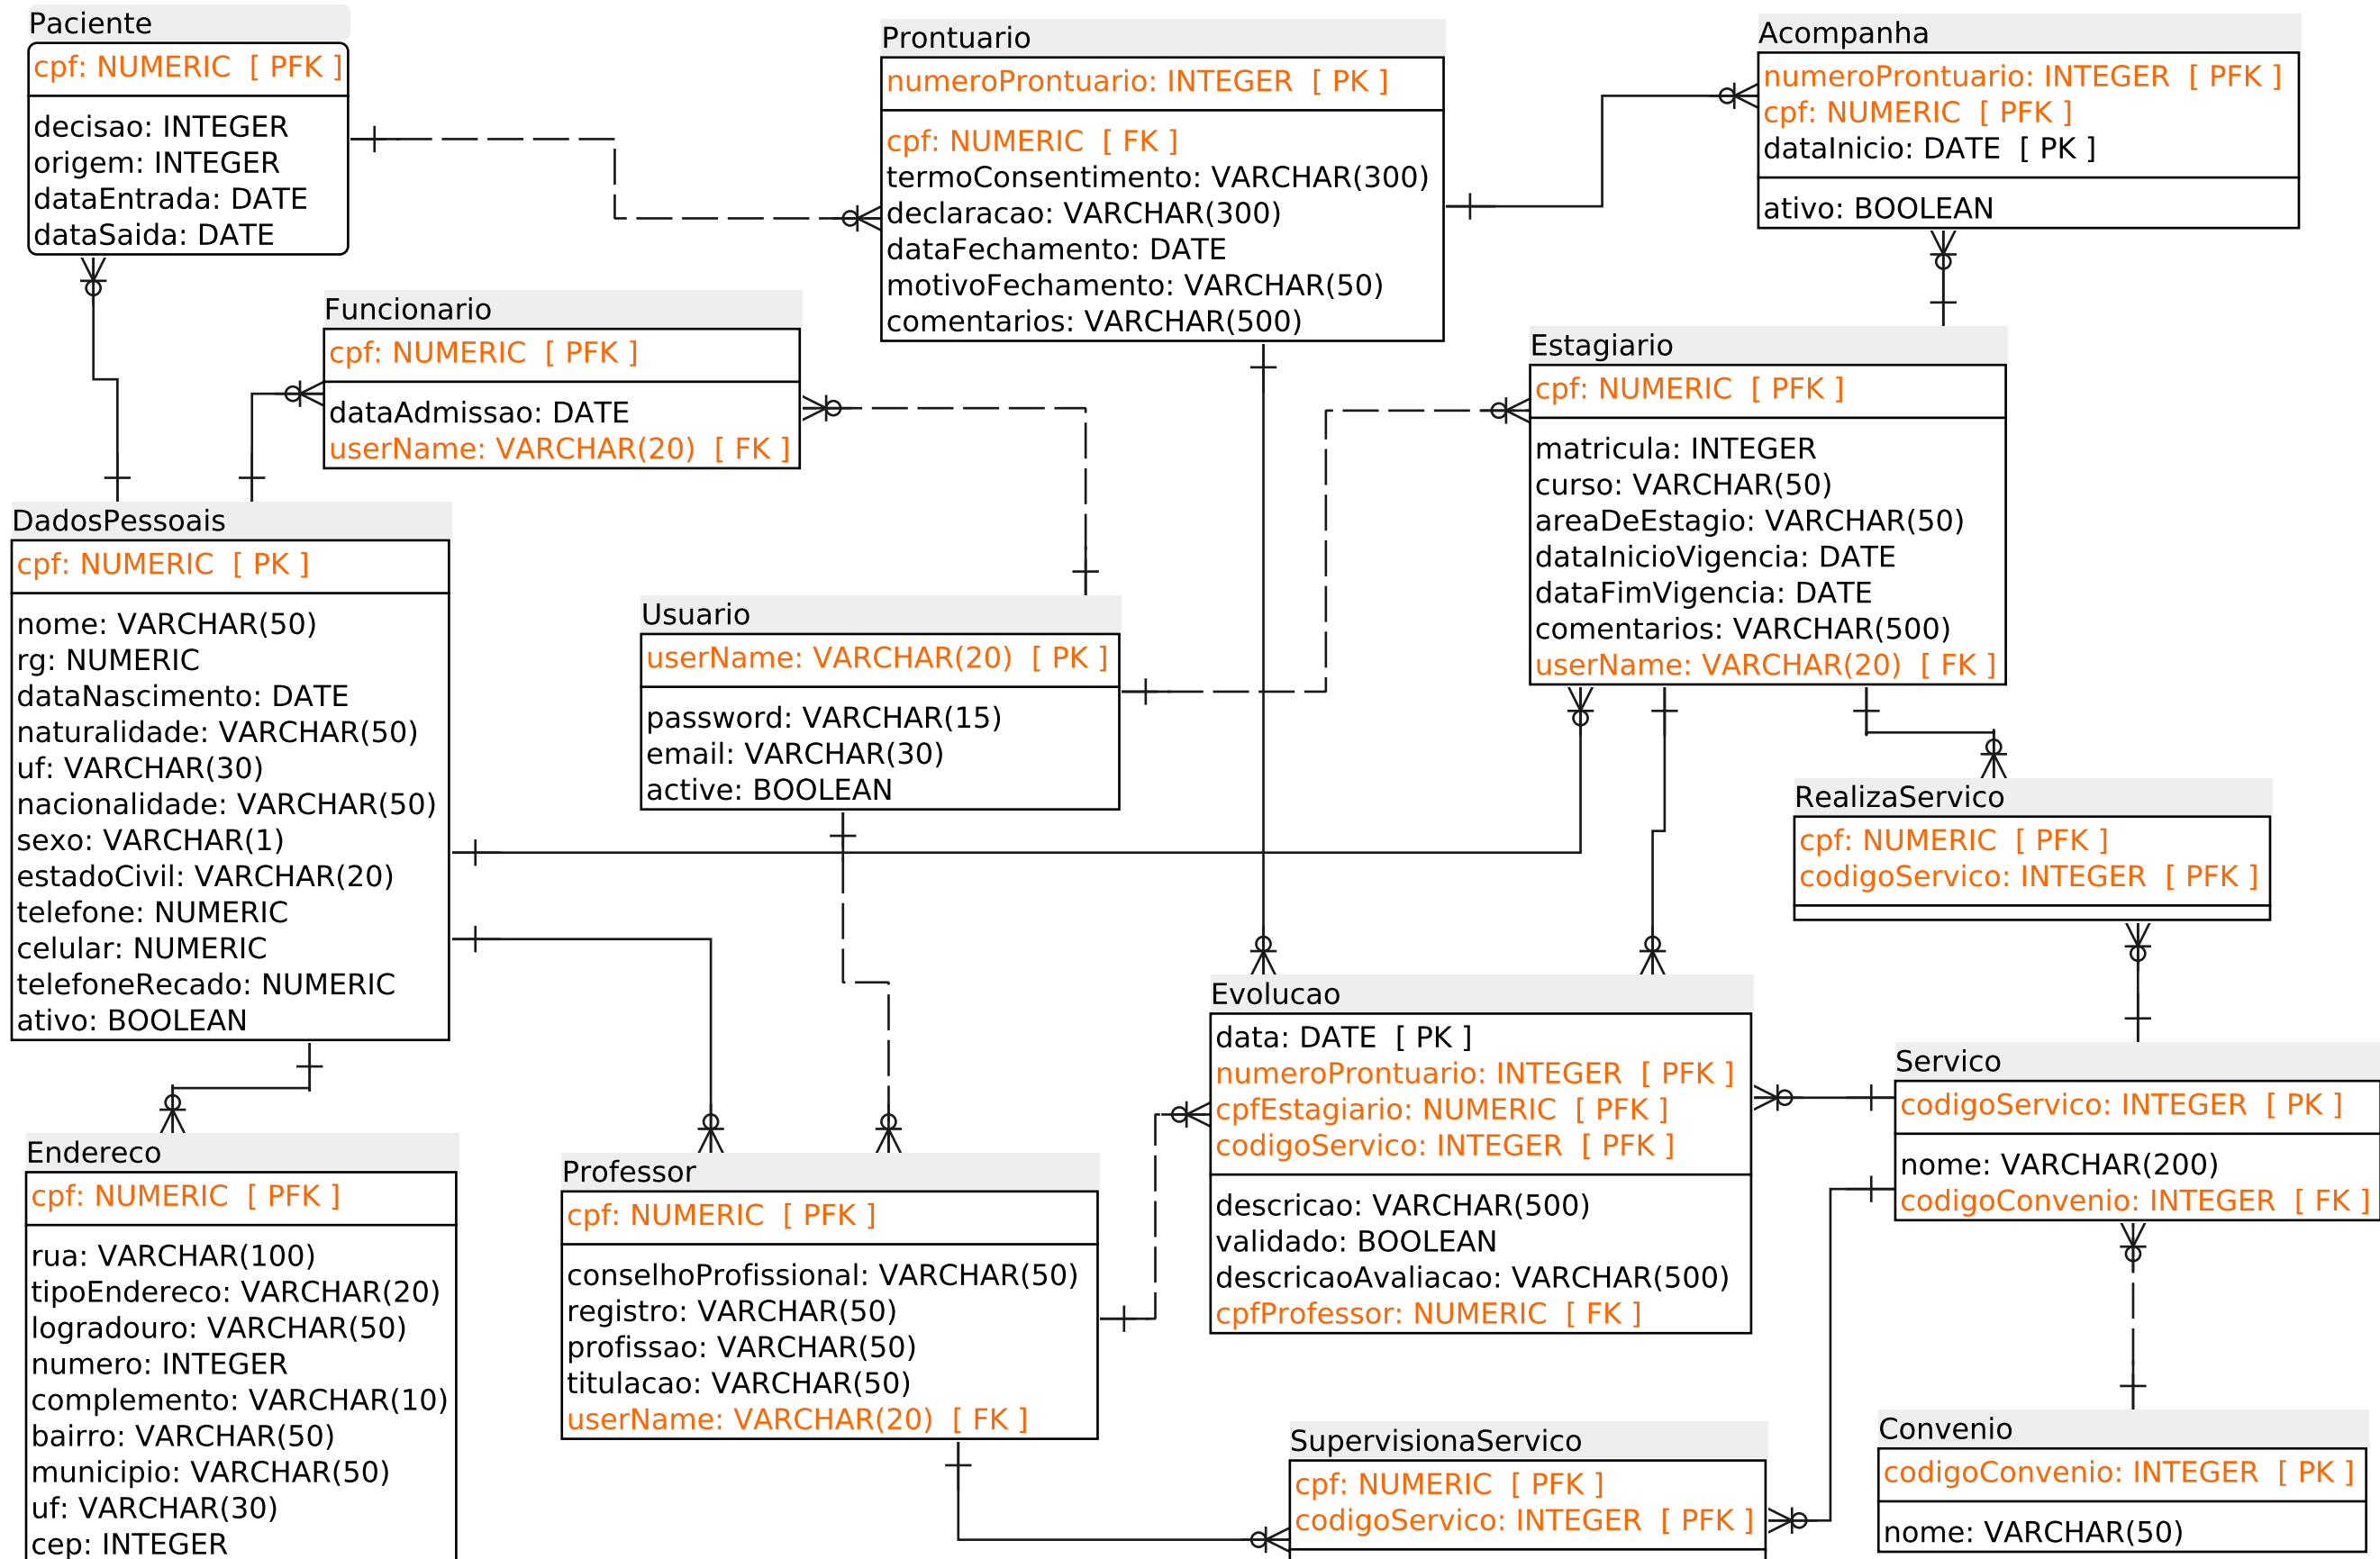 Paciente
cpf: NUMERIC [ PFK ]
decisao: INTEGER
origem: INTEGER
dataEntrada: DATE
dataSaida: DATE
Prontuario
numeroProntuario: INTEGER [ PK ]
cpf: NUMERIC [ FK ]
termoConsentimento: VARCHAR(300)
declaracao: VARCHAR(300)
dataFechamento: DATE
motivoFechamento: VARCHAR(50)
comentarios: VARCHAR(500)
Acompanha
numeroProntuario: INTEGER [ PFK ]
cpf: NUMERIC [ PFK ]
dataInicio: DATE [ PK ]
ativo: BOOLEAN
Funcionario
cpf: NUMERIC [ PFK ]
dataAdmissao: DATE
userName: VARCHAR(20) [ FK ]
Estagiario
cpf: NUMERIC [ PFK ]
matricula: INTEGER
curso: VARCHAR(50)
areaDeEstagio: VARCHAR(50)
dataInicioVigencia: DATE
dataFimVigencia: DATE
comentarios: VARCHAR(500)
userName: VARCHAR(20) [ FK ]
DadosPessoais
cpf: NUMERIC [ PK ]
nome: VARCHAR(50)
rg: NUMERIC
dataNascimento: DATE
naturalidade: VARCHAR(50)
uf: VARCHAR(30)
nacionalidade: VARCHAR(50)
sexo: VARCHAR(1)
estadoCivil: VARCHAR(20)
telefone: NUMERIC
celular: NUMERIC
telefoneRecado: NUMERIC
ativo: BOOLEAN
Usuario
userName: VARCHAR(20) [ PK ]
password: VARCHAR(15)
email: VARCHAR(30)
active: BOOLEAN
RealizaServico
cpf: NUMERIC [ PFK ]
codigoServico: INTEGER [ PFK ]
Evolucao
data: DATE [ PK ]
numeroProntuario: INTEGER [ PFK ]
cpfEstagiario: NUMERIC [ PFK ]
codigoServico: INTEGER [ PFK ]
descricao: VARCHAR(500)
validado: BOOLEAN
descricaoAvaliacao: VARCHAR(500)
cpfProfessor: NUMERIC [ FK ]
Servico
codigoServico: INTEGER [ PK ]
nome: VARCHAR(200)
codigoConvenio: INTEGER [ FK ]
Endereco
cpf: NUMERIC [ PFK ]
rua: VARCHAR(100)
tipoEndereco: VARCHAR(20)
logradouro: VARCHAR(50)
numero: INTEGER
complemento: VARCHAR(10)
bairro: VARCHAR(50)
municipio: VARCHAR(50)
uf: VARCHAR(30)
cep: INTEGER
Professor
cpf: NUMERIC [ PFK ]
conselhoProfissional: VARCHAR(50)
registro: VARCHAR(50)
profissao: VARCHAR(50)
titulacao: VARCHAR(50)
userName: VARCHAR(20) [ FK ]
SupervisionaServico
cpf: NUMERIC [ PFK ]
codigoServico: INTEGER [ PFK ]
Convenio
codigoConvenio: INTEGER [ PK ]
nome: VARCHAR(50)